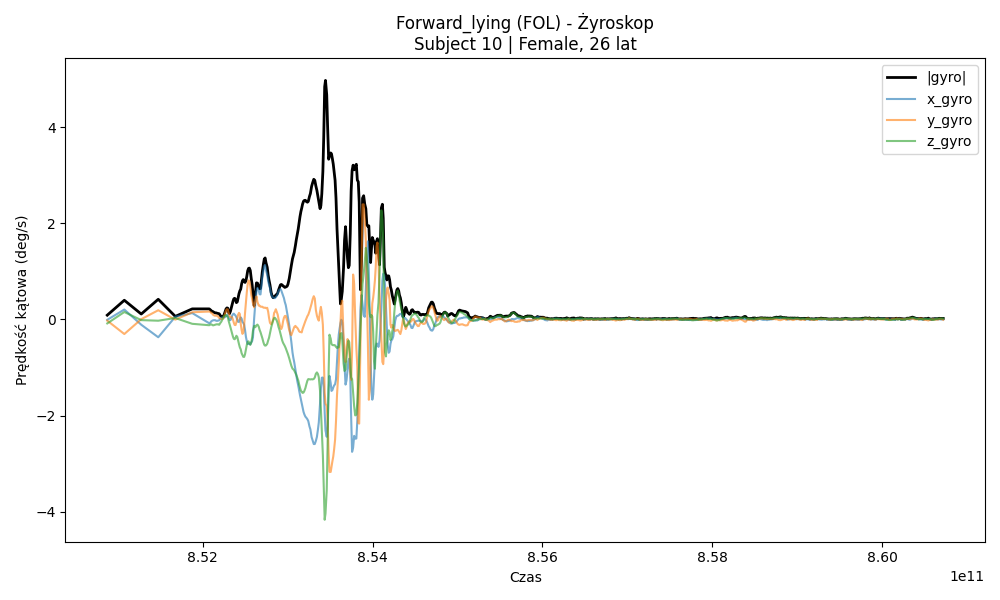 Forward_lying (FOL) - Żyroskop
Subject 10 | Female, 26 lat
|gyro|
x_gyro
y_gyro
z_gyro
Prędkość kątowa (deg/s)
4
2
0
−2
−4
8.52
8.54
8.56
8.58
8.60
1e11
Czas